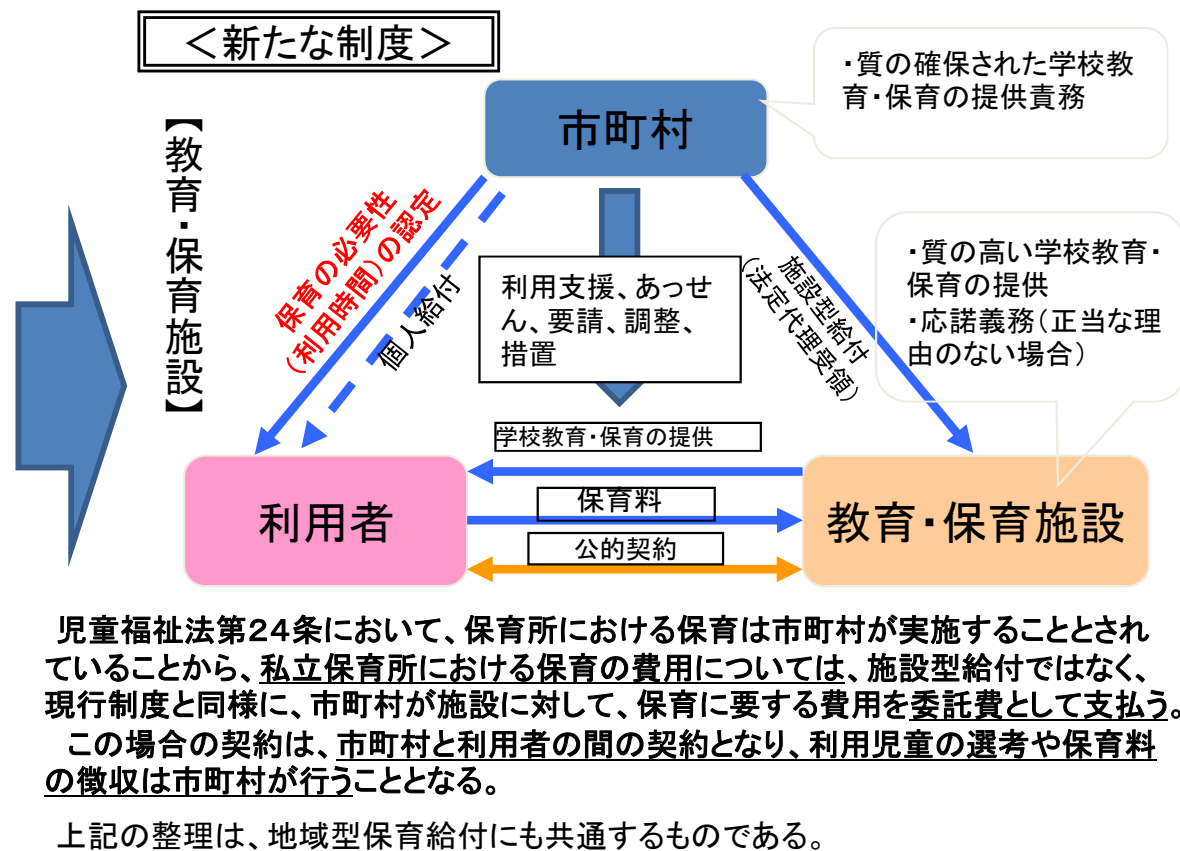 ＜新たな制度＞
・質の確保された学校教
育・保育の提供責務
市町村
【教育・保育施設】
保育の必要性
（利用時間）の認定
個人給付
利用支援、あっせ
ん、要請、調整、
措置
施設型給付
（法定代理受領）
・質の高い学校教育・
保育の提供
・応諾義務（正当な理
由のない場合）
学校教育・保育の提供
保育料
公的契約
利用者
教育・保育施設
児童福祉法第２４条において、保育所における保育は市町村が実施することとされ
ていることから、私立保育所における保育の費用については、施設型給付ではなく、
現行制度と同様に、市町村が施設に対して、保育に要する費用を委託費として支払う。
この場合の契約は、市町村と利用者の間の契約となり、利用児童の選考や保育料
の徴収は市町村が行うこととなる。
上記の整理は、地域型保育給付にも共通するものである。